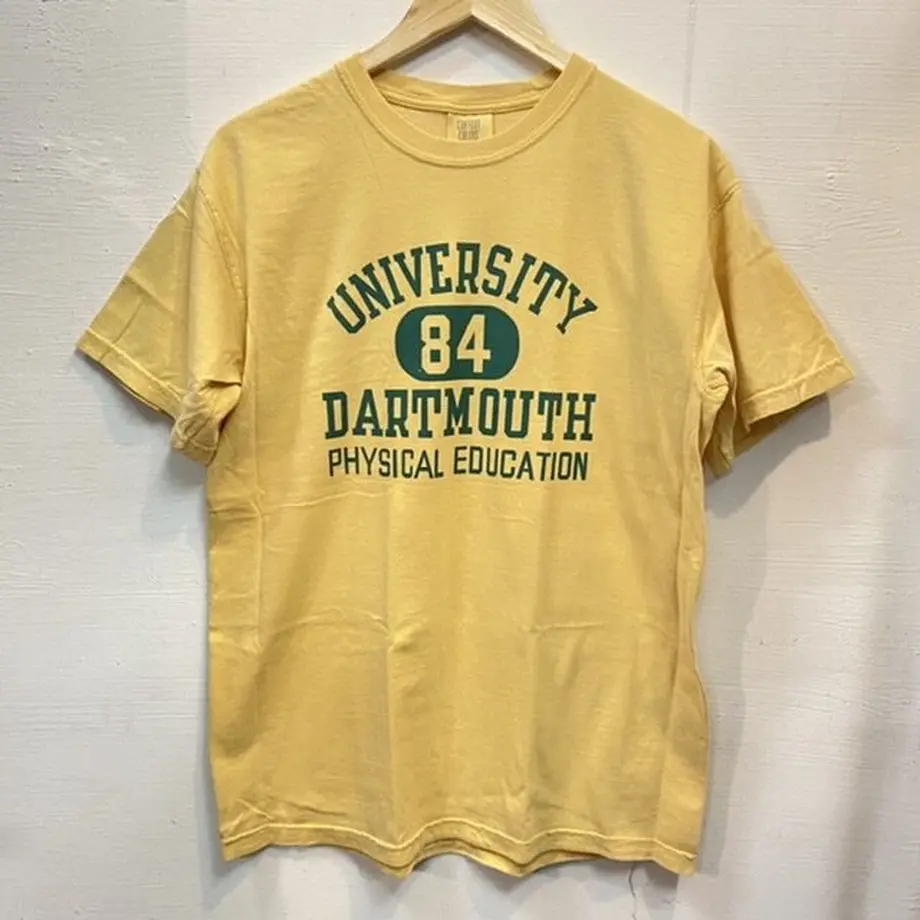 UNIVERSITY
84
DARTMOUTH
PHYSICAL EDUCATION